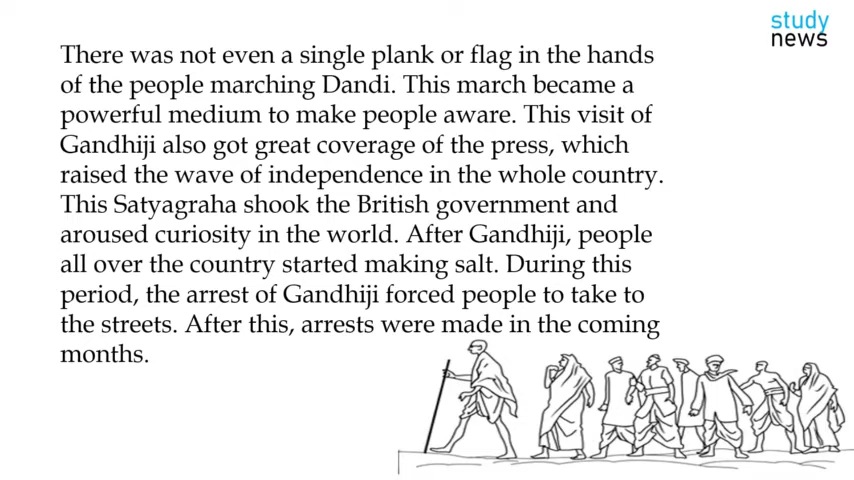 study
news
There was not even a single plank or flag in the hands
of the people marching Dandi. This march became a
powerful medium to make people aware. This visit of
Gandhiji also got great coverage of the press, which
raised the wave of independence in the whole country.
This Satyagraha shook the British government and
aroused curiosity in the world. After Gandhiji, people
all over the country started making salt. During this
period, the arrest of Gandhiji forced people to take to
the streets. After this, arrests were made in the coming
months.